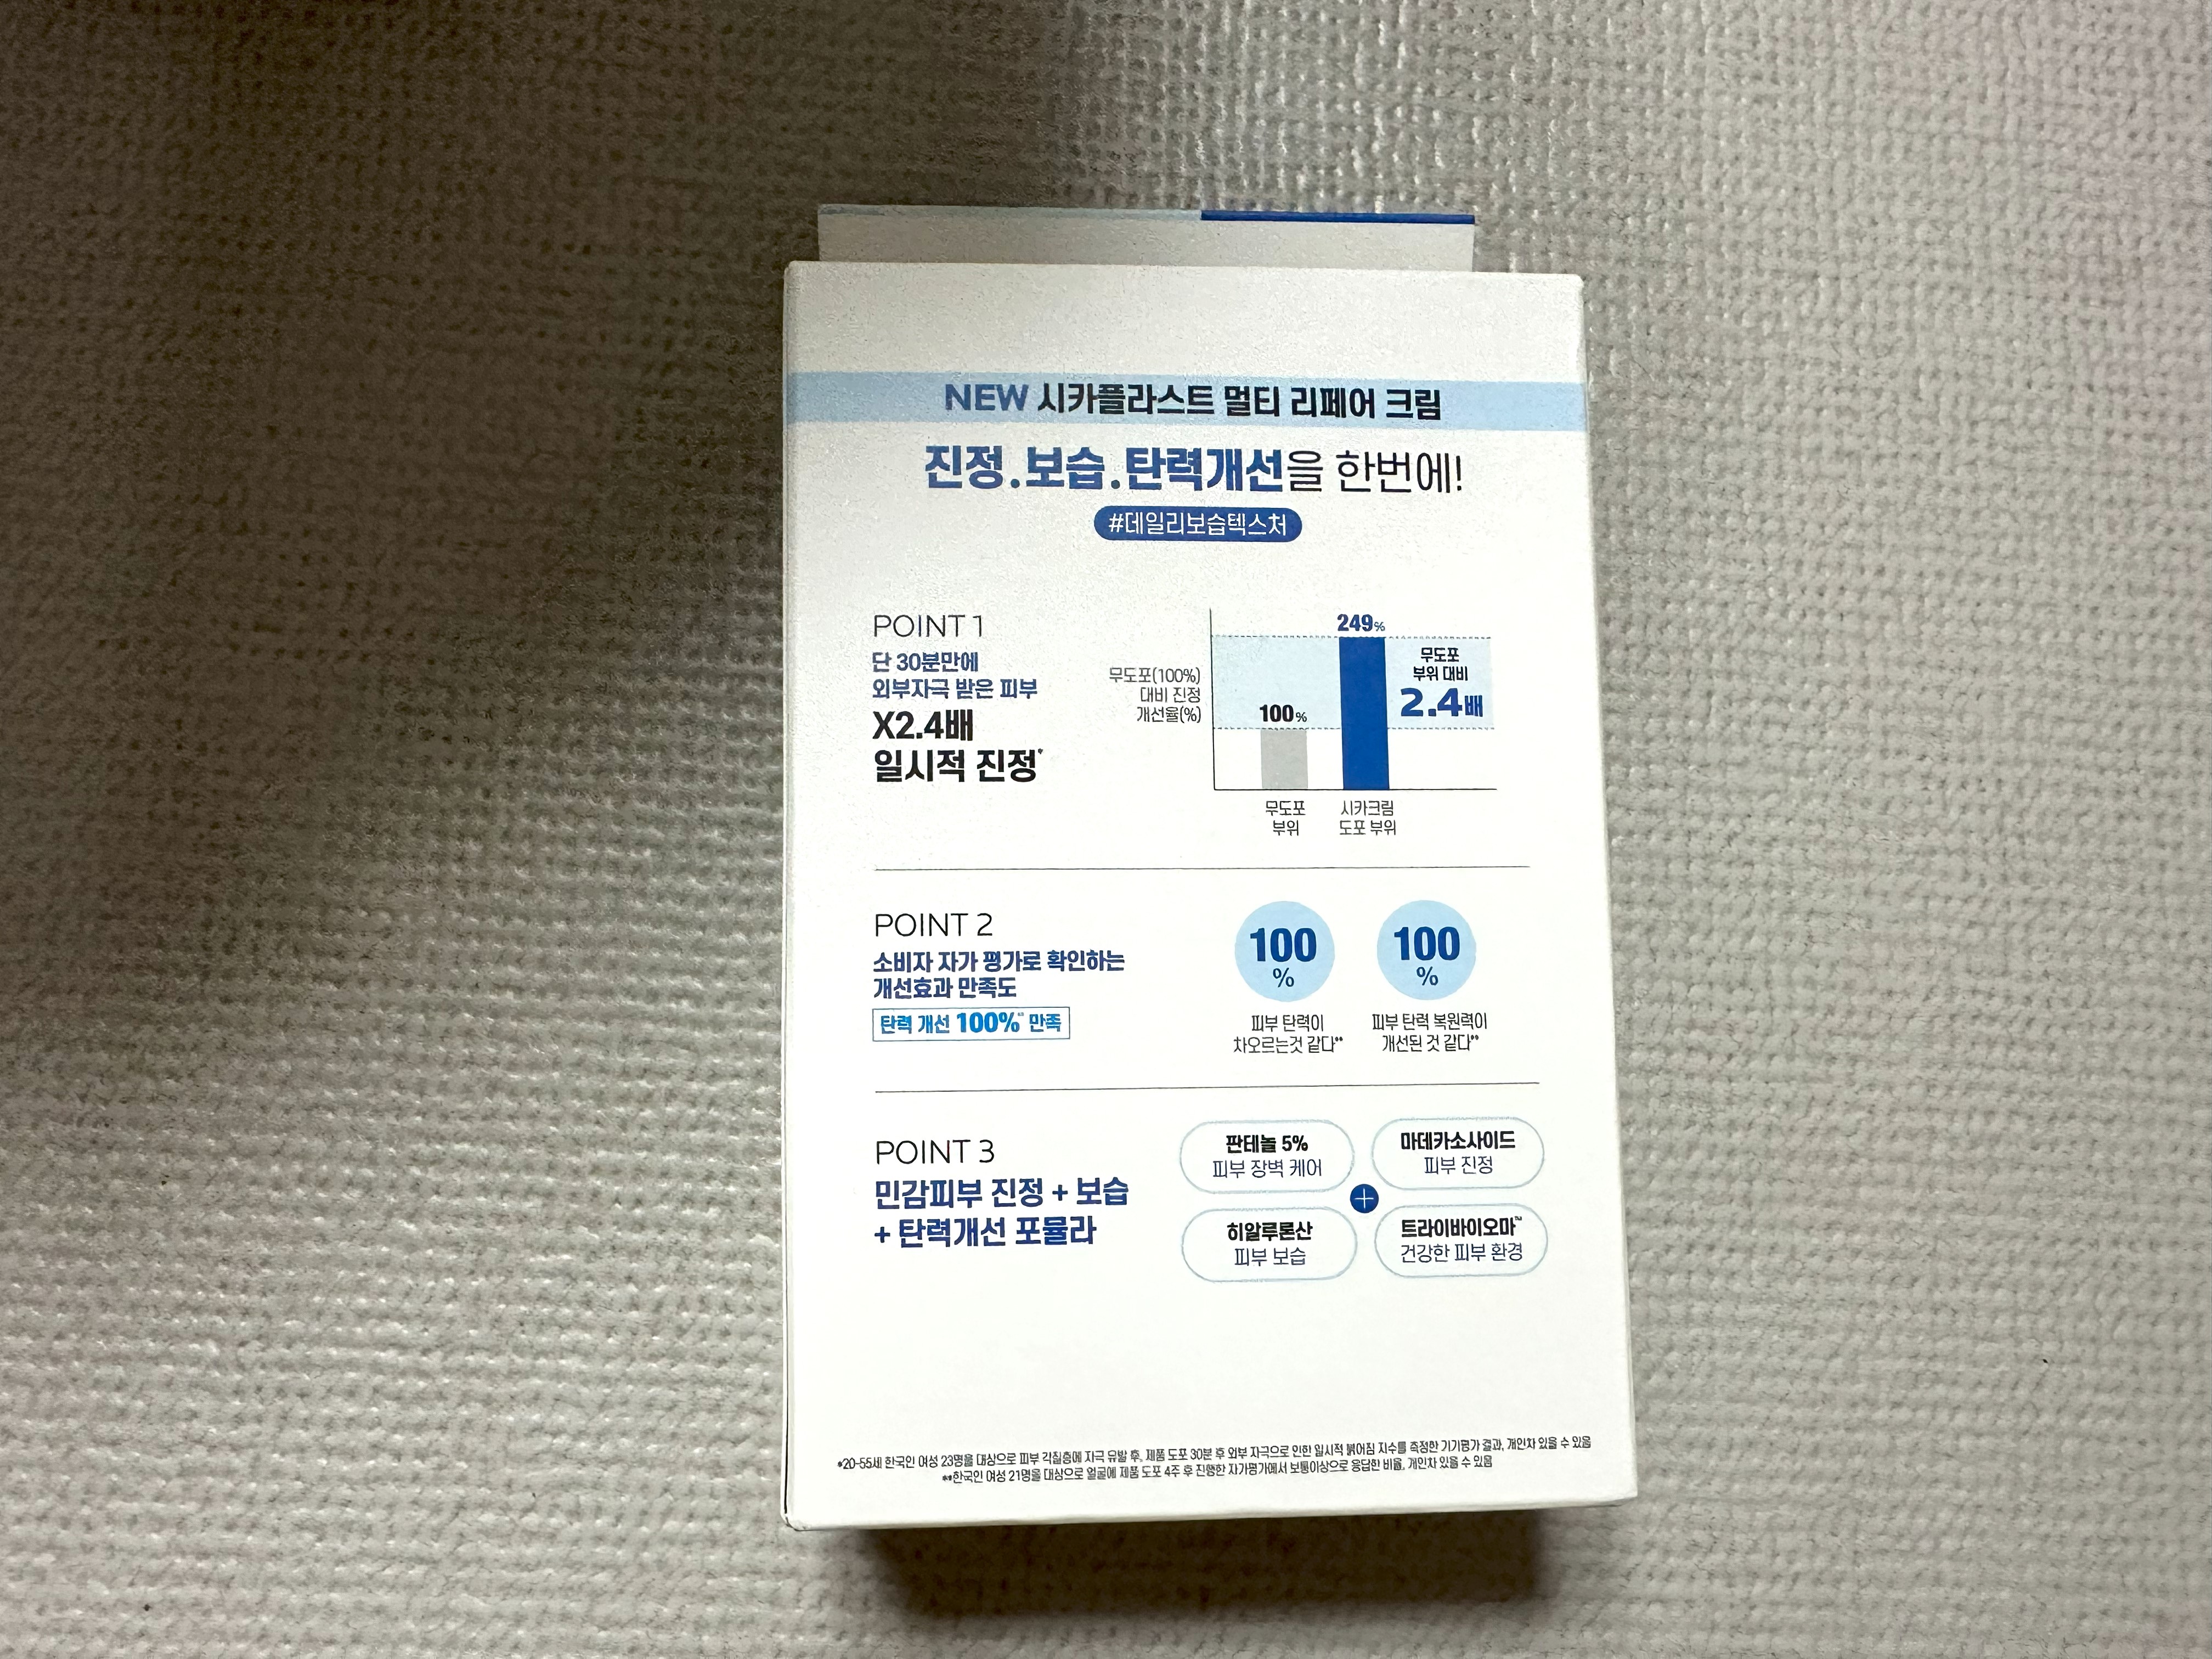 NEW 시카플라스트 멀티 리페어 크림
진정.보습.탄력개선을 한번에!
#데일리보습텍스처
POINT 1
단 30분만에
외부자극 받은 피부
X2.4배
일시적 진정*
무도포(100%)
대비 진정
개선율(%)
249%
100%
무도포
부위 대비
2.4배
무도포
부위
시카크림
도포 부위
POINT 2
소비자 자가 평가로 확인하는
개선효과 만족도
탄력 개선 100%** 만족
100
%
피부 탄력이
차오르는것 같다**
100
%
피부 탄력 복원력이
개선된 것 같다**
POINT 3
민감피부 진정 + 보습
+ 탄력개선 포뮬라
판테놀 5%
피부 장벽 케어
마데카소사이드
피부 진정
+
히알루론산
피부 보습
트라이바이오마™
건강한 피부 환경
*20-55세 한국인 여성 23명을 대상으로 피부 각질층에 자극 유발 후, 제품 도포 30분 후 외부 자극으로 인한 일시적 붉어짐 지수를 측정한 기기평가 결과, 개인차 있을 수 있음
**한국인 여성 21명을 대상으로 얼굴에 제품 도포 4주 후 진행한 자가평가에서 보통이상으로 응답한 비율, 개인차 있을 수 있음